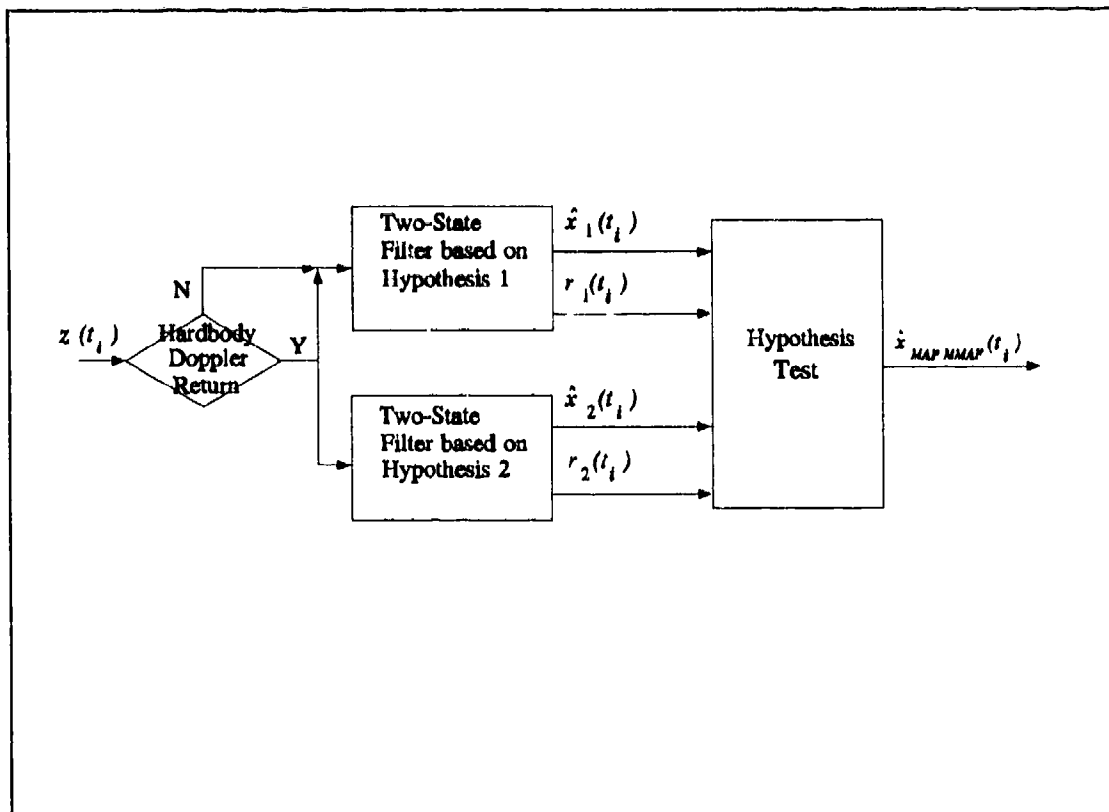 z(t_i)
N
Hardbody
Doppler
Return
Y
Two-State
Filter based on
Hypothesis 1
x̂_1(t_i)
r_1(t_i)
Two-State
Filter based on
Hypothesis 2
x̂_2(t_i)
r_2(t_i)
Hypothesis
Test
x̂_MAP MMAF(t_i)